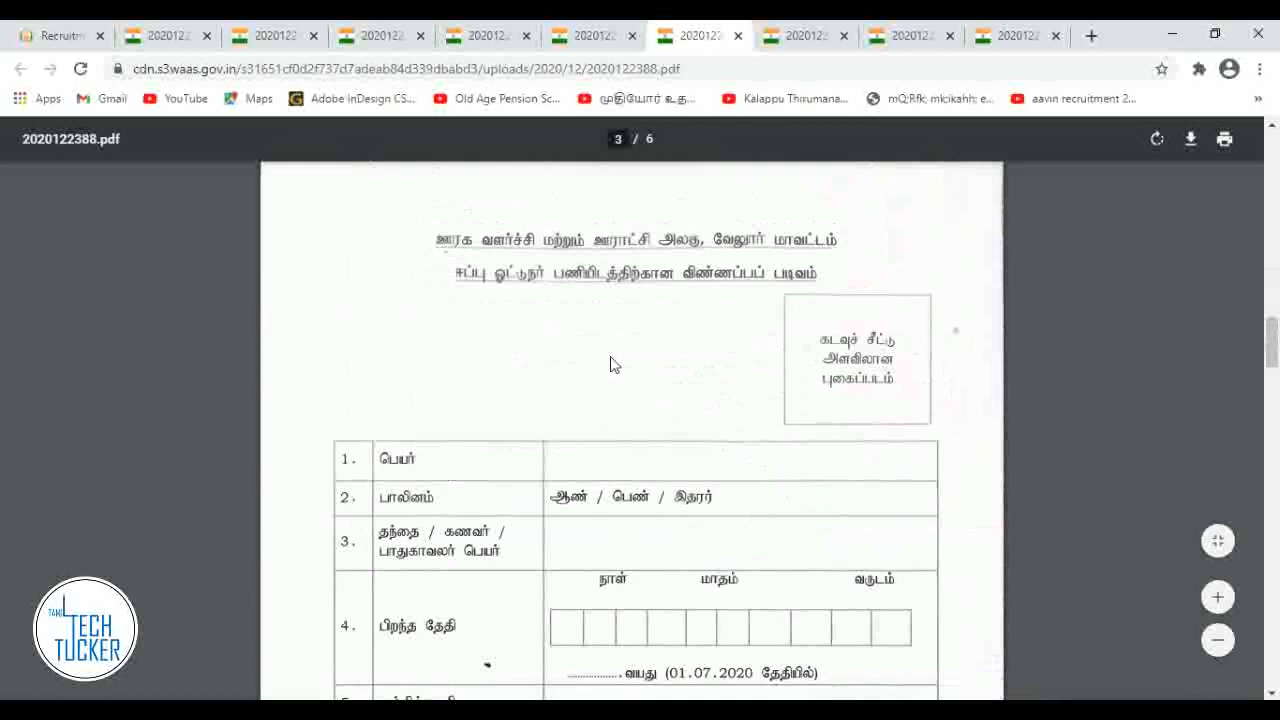 Recruitm
2020122
2020122
2020122
2020122
2020122
2020122
2020122
2020122
2020122
cdn.s3waas.gov.in/s31651cf0d2f737d7adeab84d339dbabd3/uploads/2020/12/2020122388.pdf
Apps Gmail YouTube Maps Adobe InDesign CS... Old Age Pension Sc... முதியோர் உத... Kalappu Thirumana... mQ;Rfk; mk;ikahh; e... aavin recruitment 2...
2020122388.pdf 3 / 6
ஊரக வளர்ச்சி மற்றும் ஊராட்சி அலகு, வேலூர் மாவட்டம்
ஈப்பு ஓட்டுநர் பணியிடத்திற்கான விண்ணப்பப் படிவம்
கடவுச் சீட்டு
அளவிலான
புகைப்படம்
1. பெயர்
2. பாலினம் ஆண் / பெண் / இதரர்
3. தந்தை / கணவர் /
பாதுகாவலர் பெயர்
நாள் மாதம் வருடம்
4. பிறந்த தேதி
..................வயது (01.07.2020 தேதியில்)
TAMIL
TECH
TUCKER